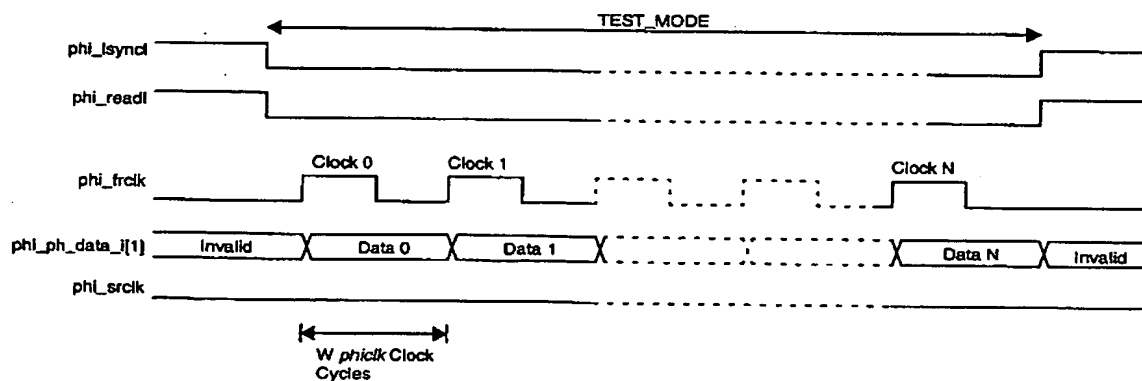 TEST_MODE
phi_lsyncl
phi_readl
Clock 0 Clock 1 Clock N
phi_frclk
phi_ph_data_i[1] Invalid Data 0 Data 1 Data N Invalid
phi_srclk
W phiclk Clock
Cycles